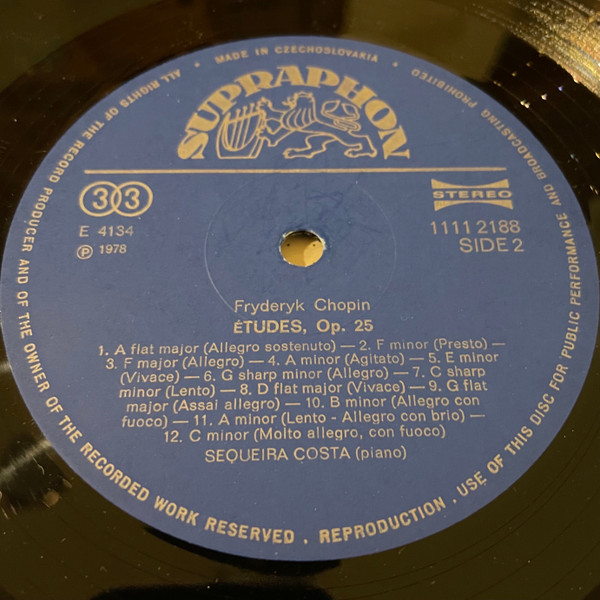 MADE IN CZECHOSLOVAKIA
SUPRAPHON
33
STEREO
E 4134
Ⓟ 1978
1111 2188
SIDE 2
Fryderyk Chopin
ÉTUDES, Op. 25
1. A flat major (Allegro sostenuto) — 2. F minor (Presto) —
3. F major (Allegro) — 4. A minor (Agitato) — 5. E minor
(Vivace) — 6. G sharp minor (Allegro) — 7. C sharp
minor (Lento) — 8. D flat major (Vivace) — 9. G flat
major (Assai allegro) — 10. B minor (Allegro con
fuoco) — 11. A minor (Lento - Allegro con brio) —
12. C minor (Molto allegro, con fuoco)
SEQUEIRA COSTA (piano)
ALL RIGHTS OF THE RECORD PRODUCER AND OF THE OWNER OF THE RECORDED WORK RESERVED . REPRODUCTION . USE OF THIS DISC FOR PUBLIC PERFORMANCE AND BROADCASTING PROHIBITED